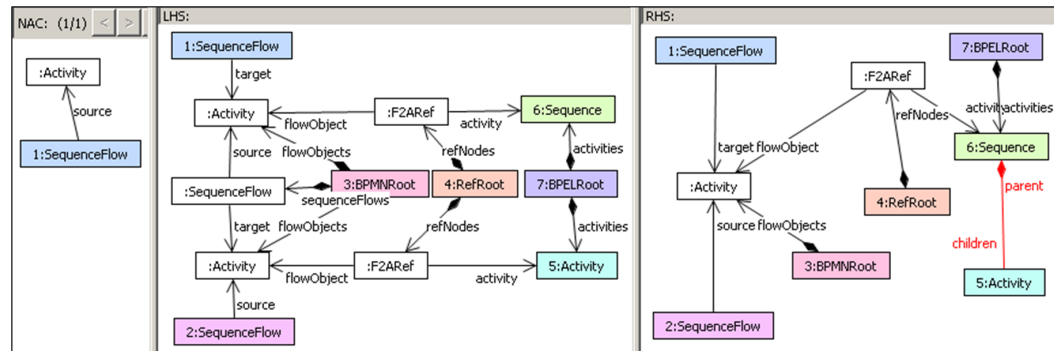 NAC: (1/1) < >
:Activity
source
1:SequenceFlow
LHS:
1:SequenceFlow
target
:Activity
:F2ARef
6:Sequence
flowObject
activity
source
flowObjects
refNodes
activities
:SequenceFlow
3:BPMNRoot
4:RefRoot
7:BPELRoot
sequenceFlows
target
flowObjects
refNodes
activities
:Activity
:F2ARef
5:Activity
flowObject
activity
source
2:SequenceFlow
RHS:
1:SequenceFlow
7:BPELRoot
:F2ARef
activity
activities
refNodes
6:Sequence
target
flowObject
:Activity
parent
4:RefRoot
source
flowObjects
children
3:BPMNRoot
5:Activity
2:SequenceFlow